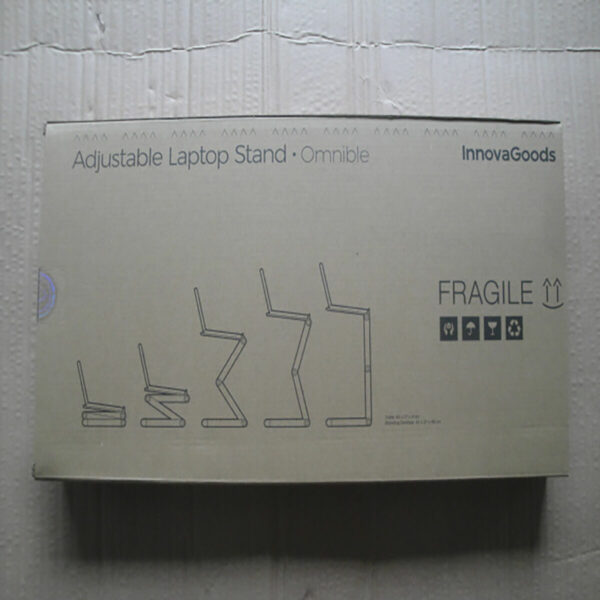 Adjustable Laptop Stand • Omnible
InnovaGoods
FRAGILE